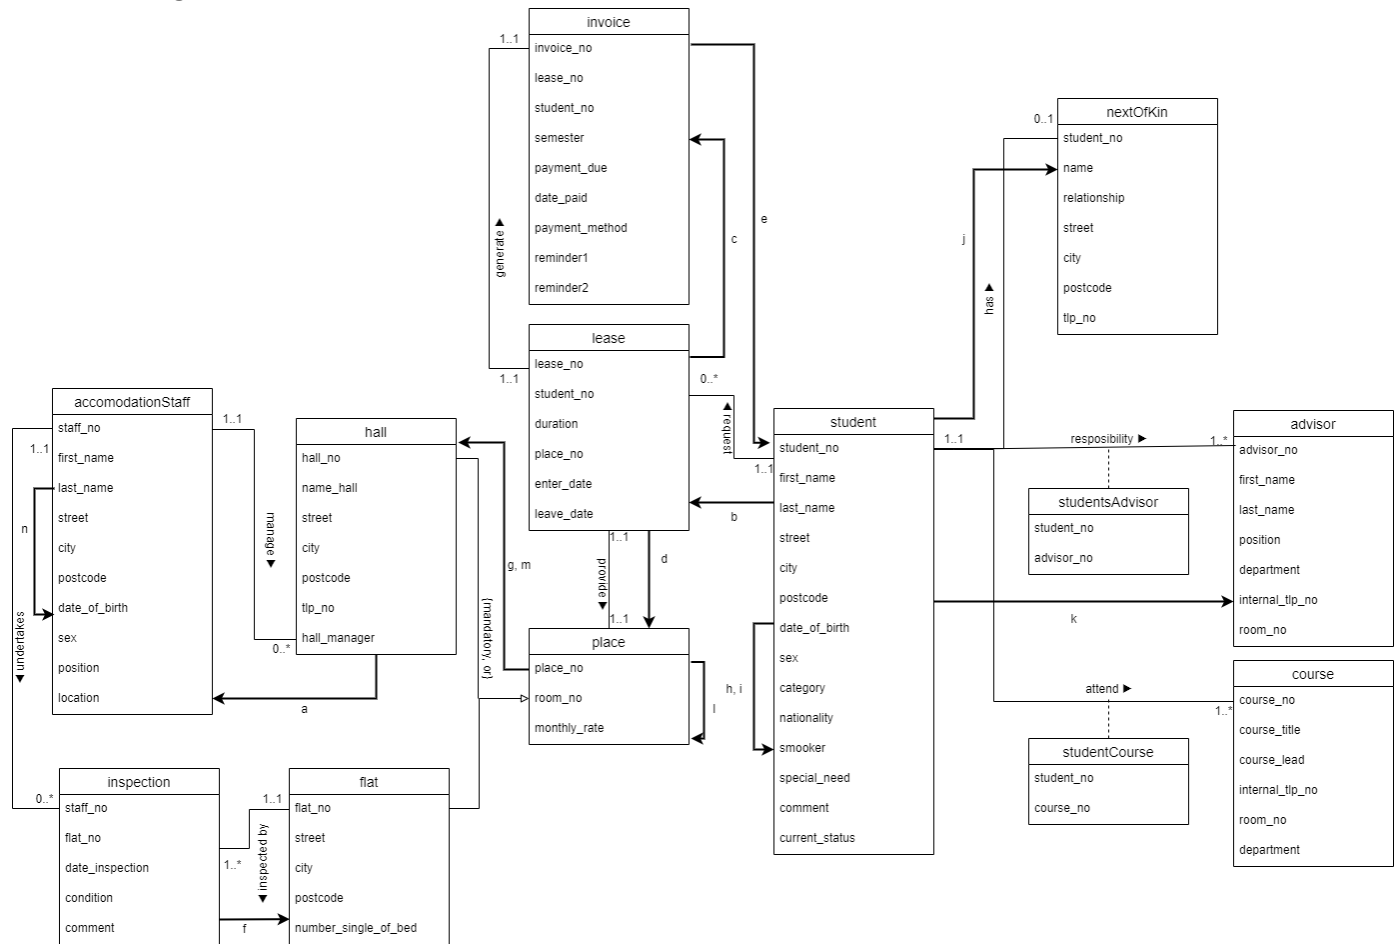 invoice
invoice_no
lease_no
student_no
semester
payment_due
date_paid
payment_method
reminder1
reminder2
1..1
generate
1..1
c
e
lease
lease_no
student_no
duration
place_no
enter_date
leave_date
0..*
request
1..1
b
1..1
provide
1..1
d
place
place_no
room_no
monthly_rate
l
g, m
{mandatory, or}
nextOfKin
student_no
name
relationship
street
city
postcode
tlp_no
0..1
has
j
accomodationStaff
staff_no
first_name
last_name
street
city
postcode
date_of_birth
sex
position
location
1..1
1..1
n
undertakes
0..*
manage
0..*
a
hall
hall_no
name_hall
street
city
postcode
tlp_no
hall_manager
student
student_no
first_name
last_name
street
city
postcode
date_of_birth
sex
category
nationality
smooker
special_need
comment
current_status
h, i
1..1
resposibility
1..*
k
attend
1..*
studentsAdvisor
student_no
advisor_no
advisor
advisor_no
first_name
last_name
position
department
internal_tlp_no
room_no
studentCourse
student_no
course_no
course
course_no
course_title
course_lead
internal_tlp_no
room_no
department
inspection
staff_no
flat_no
date_inspection
condition
comment
1..1
1..*
inspected by
f
flat
flat_no
street
city
postcode
number_single_of_bed